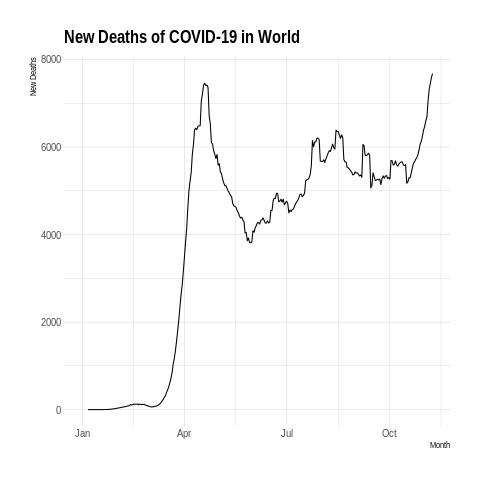 New Deaths of COVID-19 in World
New Deaths
8000
6000
4000
2000
0
Jan Apr Jul Oct
Month